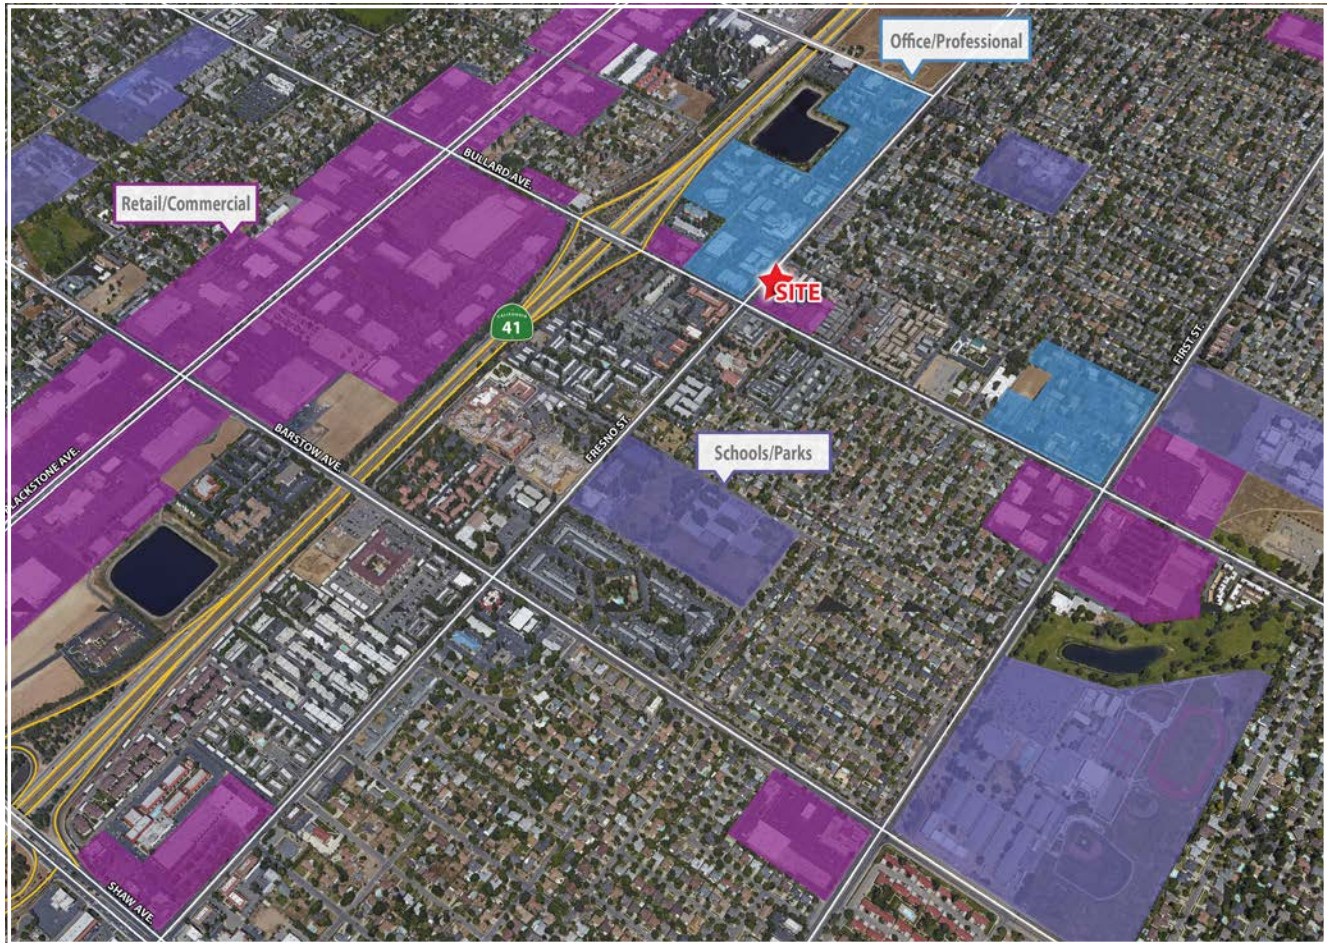 Office/Professional
BULLARD AVE.
Retail/Commercial
SITE
CALIFORNIA
41
FIRST ST.
BLACKSTONE AVE.
BARSTOW AVE.
FRESNO ST.
Schools/Parks
SHAW AVE.